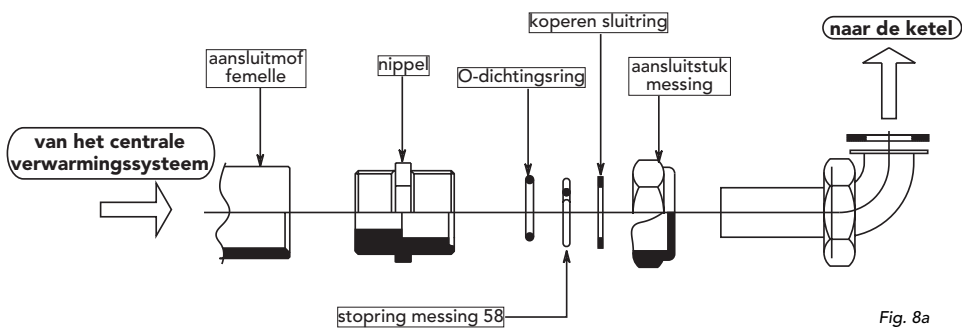 koperen sluitring
naar de ketel
aansluitmof
femelle
nippel
O-dichtingsring
aansluitstuk
messing
van het centrale
verwarmingssysteem
stopring messing 58
Fig. 8a